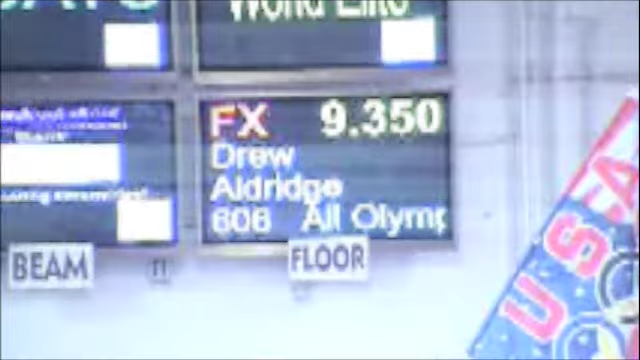 World Elite
FX 9.350
Drew
Aldridge
606 All Olymp
BEAM
FLOOR
USA